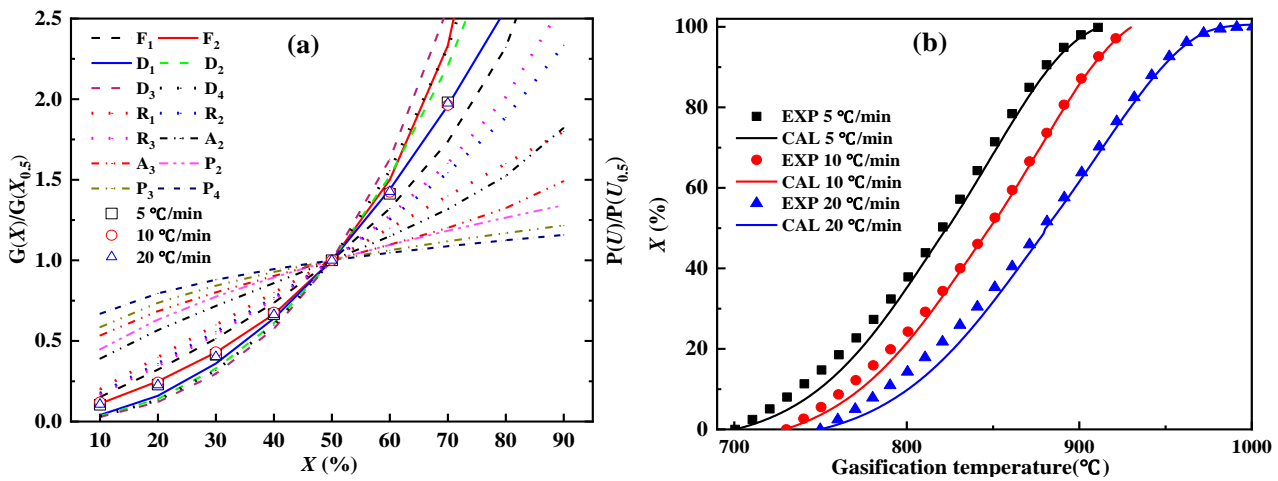 (a)
F₁ F₂
D₁ D₂
D₃ D₄
R₁ R₂
R₃ A₂
A₃ P₂
P₃ P₄
5 ℃/min
10 ℃/min
20 ℃/min
G(X)/G(X₀.₅)
2.5
2.0
1.5
1.0
0.5
0.0
10 20 30 40 50 60 70 80 90
X (%)
P(U)/P(U₀.₅)
(b)
EXP 5 ℃/min
CAL 5 ℃/min
EXP 10 ℃/min
CAL 10 ℃/min
EXP 20 ℃/min
CAL 20 ℃/min
X (%)
100
80
60
40
20
0
700 800 900 1000
Gasification temperature(℃)